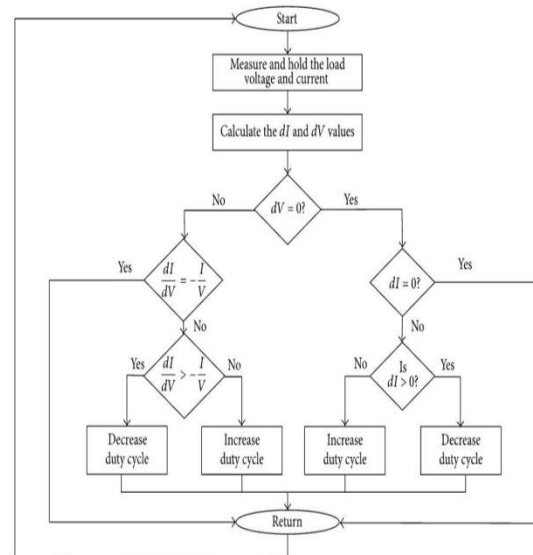 Start
Measure and hold the load
voltage and current
Calculate the dI and dV values
No
dV = 0?
Yes
Yes
dI/dV = -I/V
No
dI = 0?
Yes
No
Yes
dI/dV > -I/V
No
No
Is
dI > 0?
Yes
Decrease
duty cycle
Increase
duty cycle
Increase
duty cycle
Decrease
duty cycle
Return